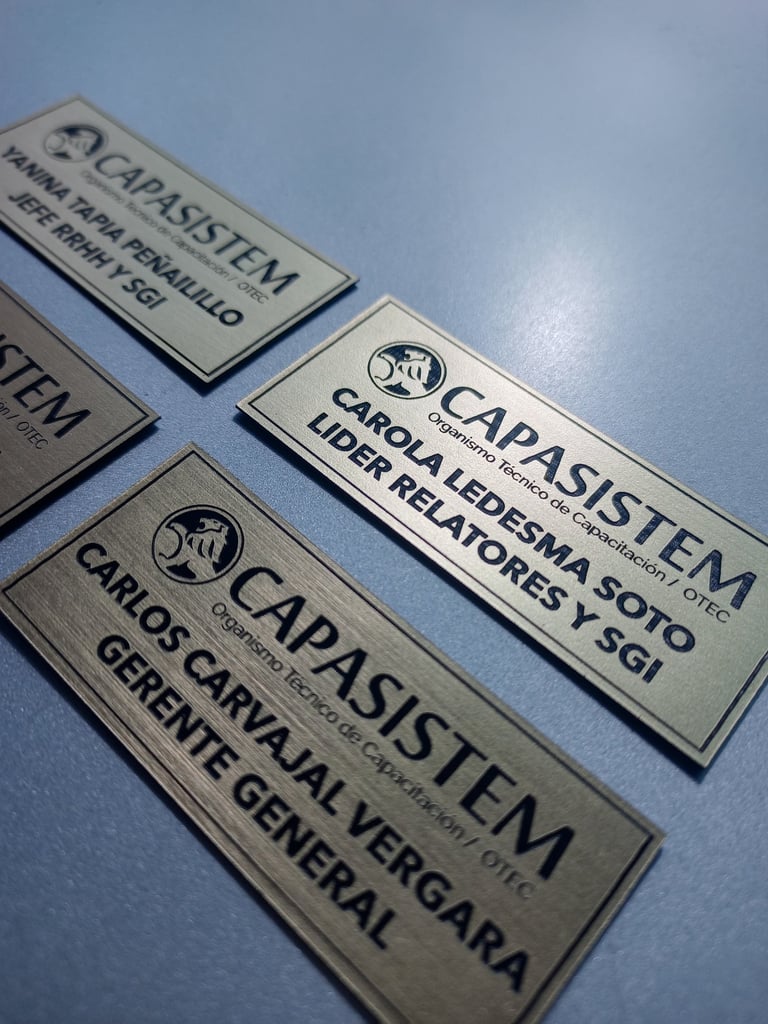 CAPASISTEM
Organismo Técnico de Capacitación / OTEC
YANINA TAPIA PEÑAILILLO
JEFE RRHH Y SGI
CAPASISTEM
Organismo Técnico de Capacitación / OTEC
CAROLA LEDESMA SOTO
LIDER RELATORES Y SGI
STEM
/ OTEC
CAPASISTEM
Organismo Técnico de Capacitación / OTEC
CARLOS CARVAJAL VERGARA
GERENTE GENERAL